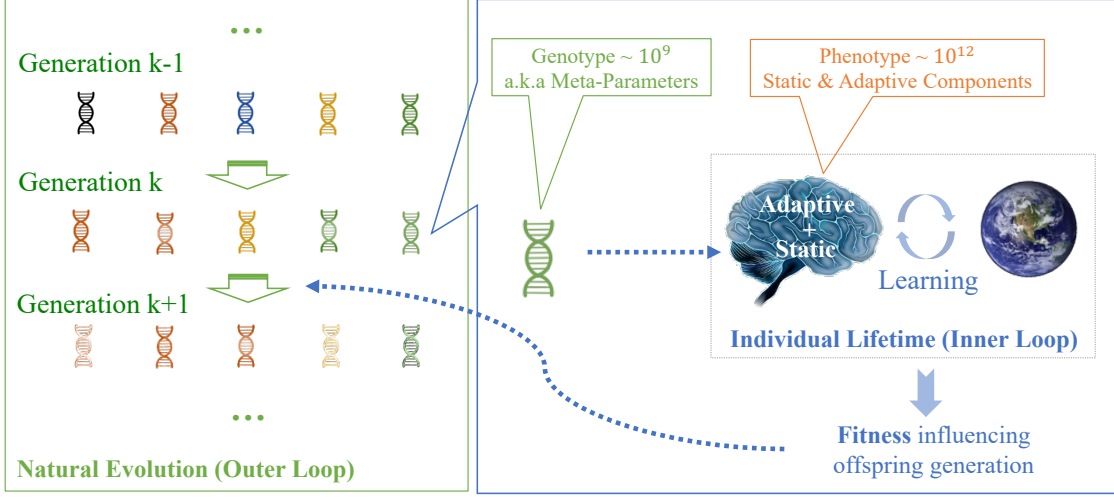 ...
Generation k-1
Generation k
Generation k+1
...
Natural Evolution (Outer Loop)
Genotype ~ 10⁹
a.k.a Meta-Parameters
Phenotype ~ 10¹²
Static & Adaptive Components
Adaptive
+
Static
Learning
Individual Lifetime (Inner Loop)
Fitness influencing
offspring generation